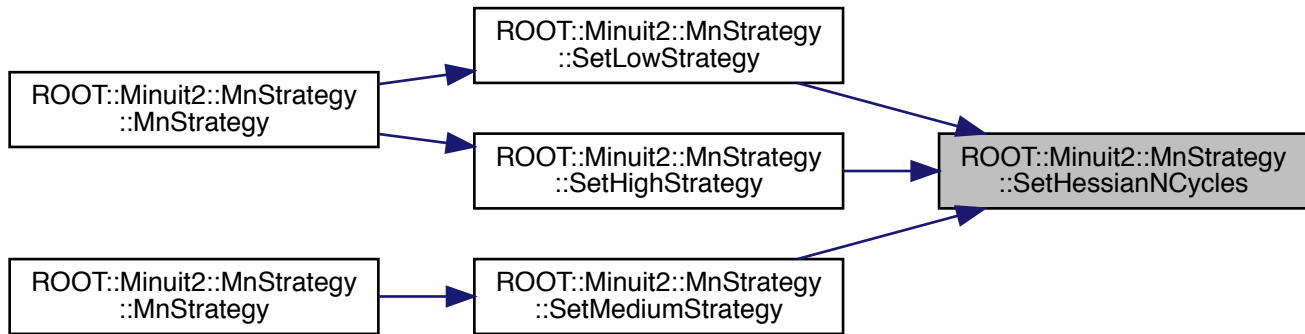 ROOT::Minuit2::MnStrategy
::MnStrategy
ROOT::Minuit2::MnStrategy
::SetLowStrategy
ROOT::Minuit2::MnStrategy
::SetHighStrategy
ROOT::Minuit2::MnStrategy
::SetHessianNCycles
ROOT::Minuit2::MnStrategy
::MnStrategy
ROOT::Minuit2::MnStrategy
::SetMediumStrategy